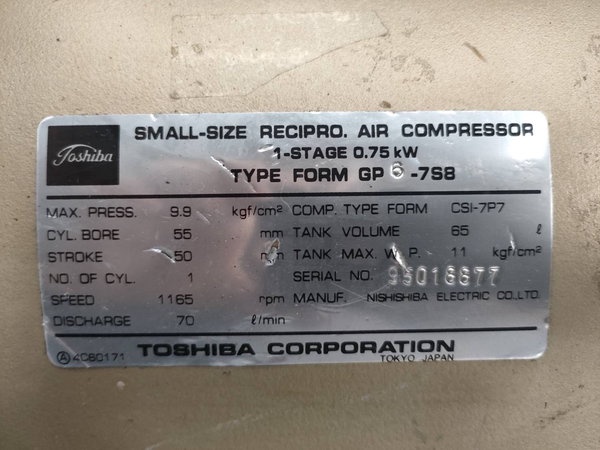 Toshiba
SMALL-SIZE RECIPRO. AIR COMPRESSOR
1-STAGE 0.75 kW
TYPE FORM GP 6 -7S8
MAX. PRESS. 9.9 kgf/cm² COMP. TYPE FORM CSI-7P7
CYL. BORE 55 mm TANK VOLUME 65 ℓ
STROKE 50 mm TANK MAX. W. P. 11 kgf/cm²
NO. OF CYL. 1 SERIAL NO. 95016677
SPEED 1165 rpm MANUF. NISHISHIBA ELECTRIC CO.,LTD.
DISCHARGE 70 ℓ/min
TOSHIBA CORPORATION
Ⓐ 4C80171 TOKYO JAPAN